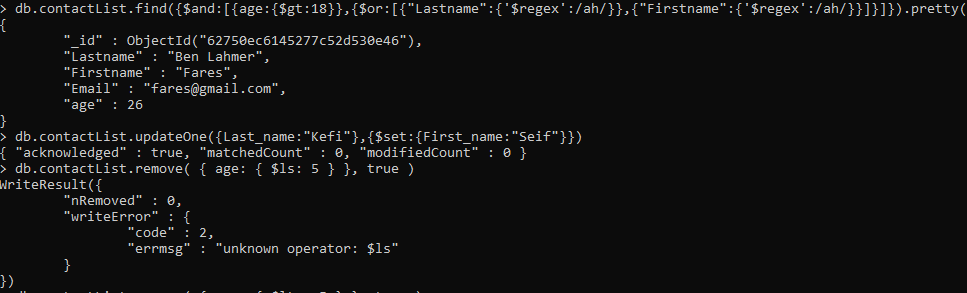 > db.contactList.find({$and:[{age:{$gt:18}},{$or:[{"Lastname":{'$regex':/ah/}},{"Firstname":{'$regex':/ah/}}]}]}).pretty(
{
        "_id" : ObjectId("62750ec6145277c52d530e46"),
        "Lastname" : "Ben Lahmer",
        "Firstname" : "Fares",
        "Email" : "fares@gmail.com",
        "age" : 26
}
> db.contactList.updateOne({Last_name:"Kefi"},{$set:{First_name:"Seif"}})
{ "acknowledged" : true, "matchedCount" : 0, "modifiedCount" : 0 }
> db.contactList.remove( { age: { $ls: 5 } }, true )
WriteResult({
        "nRemoved" : 0,
        "writeError" : {
                "code" : 2,
                "errmsg" : "unknown operator: $ls"
        }
})